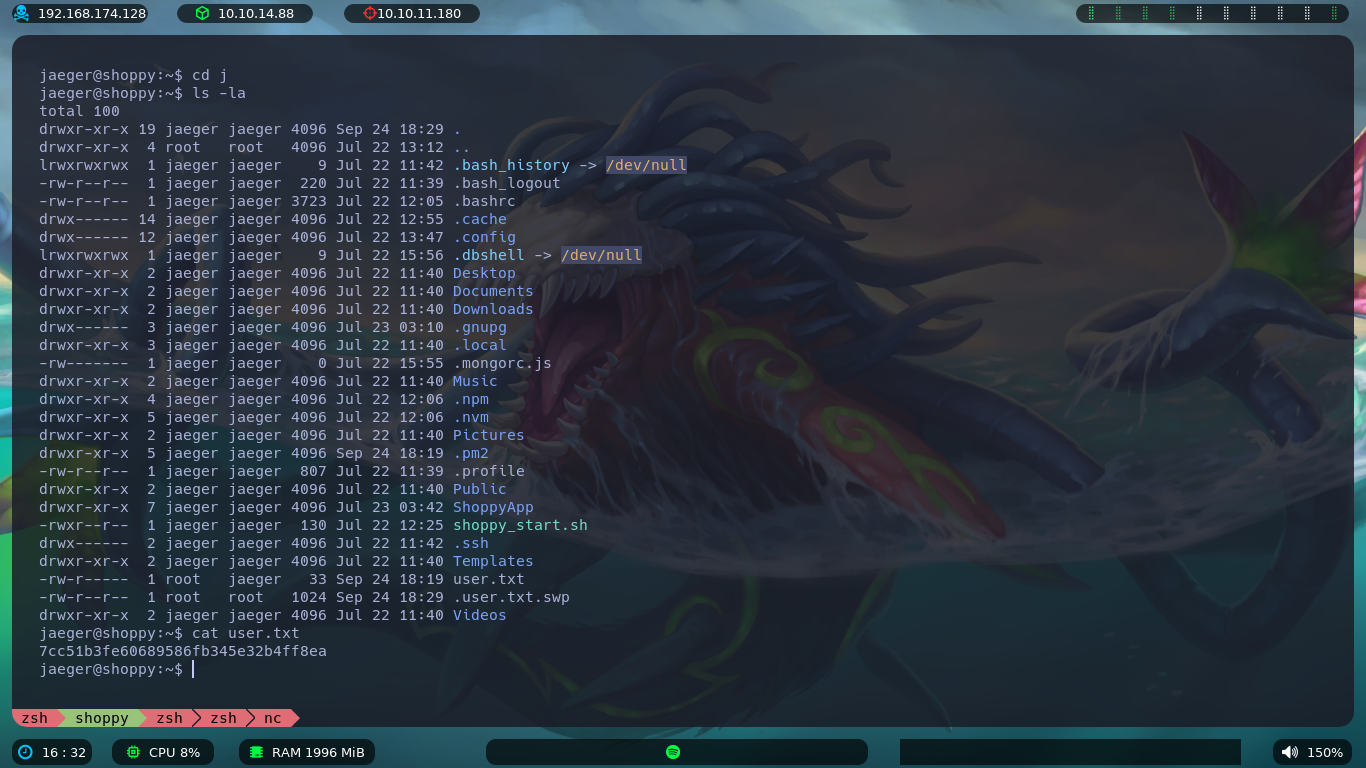 192.168.174.128 10.10.14.88 10.10.11.180
jaeger@shoppy:~$ cd j
jaeger@shoppy:~$ ls -la
total 100
drwxr-xr-x 19 jaeger jaeger 4096 Sep 24 18:29 .
drwxr-xr-x  4 root   root   4096 Jul 22 13:12 ..
lrwxrwxrwx  1 jaeger jaeger    9 Jul 22 11:42 .bash_history -> /dev/null
-rw-r--r--  1 jaeger jaeger  220 Jul 22 11:39 .bash_logout
-rw-r--r--  1 jaeger jaeger 3723 Jul 22 12:05 .bashrc
drwx------ 14 jaeger jaeger 4096 Jul 22 12:55 .cache
drwx------ 12 jaeger jaeger 4096 Jul 22 13:47 .config
lrwxrwxrwx  1 jaeger jaeger    9 Jul 22 15:56 .dbshell -> /dev/null
drwxr-xr-x  2 jaeger jaeger 4096 Jul 22 11:40 Desktop
drwxr-xr-x  2 jaeger jaeger 4096 Jul 22 11:40 Documents
drwxr-xr-x  2 jaeger jaeger 4096 Jul 22 11:40 Downloads
drwx------  3 jaeger jaeger 4096 Jul 23 03:10 .gnupg
drwxr-xr-x  3 jaeger jaeger 4096 Jul 22 11:40 .local
-rw-------  1 jaeger jaeger    0 Jul 22 15:55 .mongorc.js
drwxr-xr-x  2 jaeger jaeger 4096 Jul 22 11:40 Music
drwxr-xr-x  4 jaeger jaeger 4096 Jul 22 12:06 .npm
drwxr-xr-x  5 jaeger jaeger 4096 Jul 22 12:06 .nvm
drwxr-xr-x  2 jaeger jaeger 4096 Jul 22 11:40 Pictures
drwxr-xr-x  5 jaeger jaeger 4096 Sep 24 18:19 .pm2
-rw-r--r--  1 jaeger jaeger  807 Jul 22 11:39 .profile
drwxr-xr-x  2 jaeger jaeger 4096 Jul 22 11:40 Public
drwxr-xr-x  7 jaeger jaeger 4096 Jul 23 03:42 ShoppyApp
-rwxr--r--  1 jaeger jaeger  130 Jul 22 12:25 shoppy_start.sh
drwx------  2 jaeger jaeger 4096 Jul 22 11:42 .ssh
drwxr-xr-x  2 jaeger jaeger 4096 Jul 22 11:40 Templates
-rw-r-----  1 root   jaeger   33 Sep 24 18:19 user.txt
-rw-r--r--  1 root   root   1024 Sep 24 18:29 .user.txt.swp
drwxr-xr-x  2 jaeger jaeger 4096 Jul 22 11:40 Videos
jaeger@shoppy:~$ cat user.txt
7cc51b3fe60689586fb345e32b4ff8ea
jaeger@shoppy:~$
zsh shoppy zsh zsh nc
16 : 32 CPU 8% RAM 1996 MiB 150%